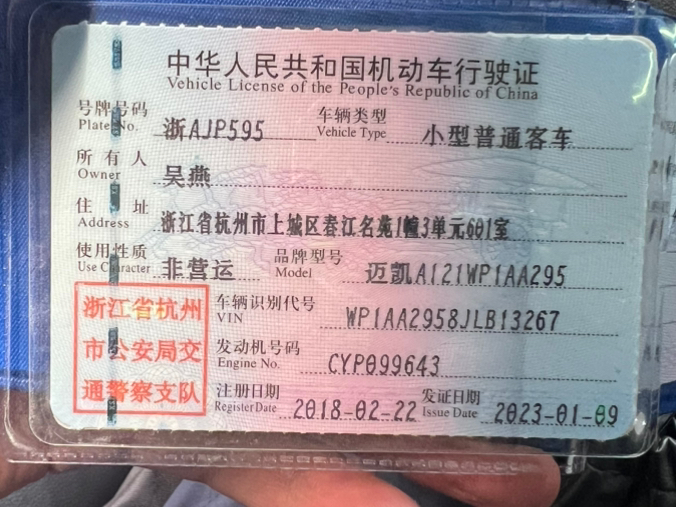 中华人民共和国机动车行驶证
Vehicle License of the People's Republic of China
号牌号码 浙AJP595 车辆类型 小型普通客车
Plate No. Vehicle Type
所有人 吴燕
Owner
住址 浙江省杭州市上城区春江名苑1幢3单元601室
Address
使用性质 非营运 品牌型号 迈凯A121WP1AA295
Use Character Model
浙江省杭州 车辆识别代号 WP1AA2958JLB13267
VIN
市公安局交 发动机号码 CYP099643
Engine No.
通警察支队 注册日期 2018-02-22 发证日期 2023-01-09
Register Date Issue Date